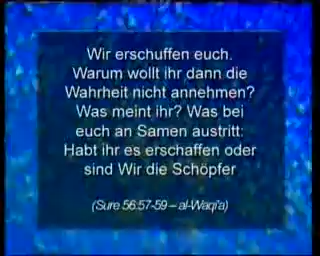 Wir erschuffen euch.
Warum wollt ihr dann die
Wahrheit nicht annehmen?
Was meint ihr? Was bei
euch an Samen austritt:
Habt ihr es erschaffen oder
sind Wir die Schöpfer
(Sure 56:57-59 – al-Waqi'a)